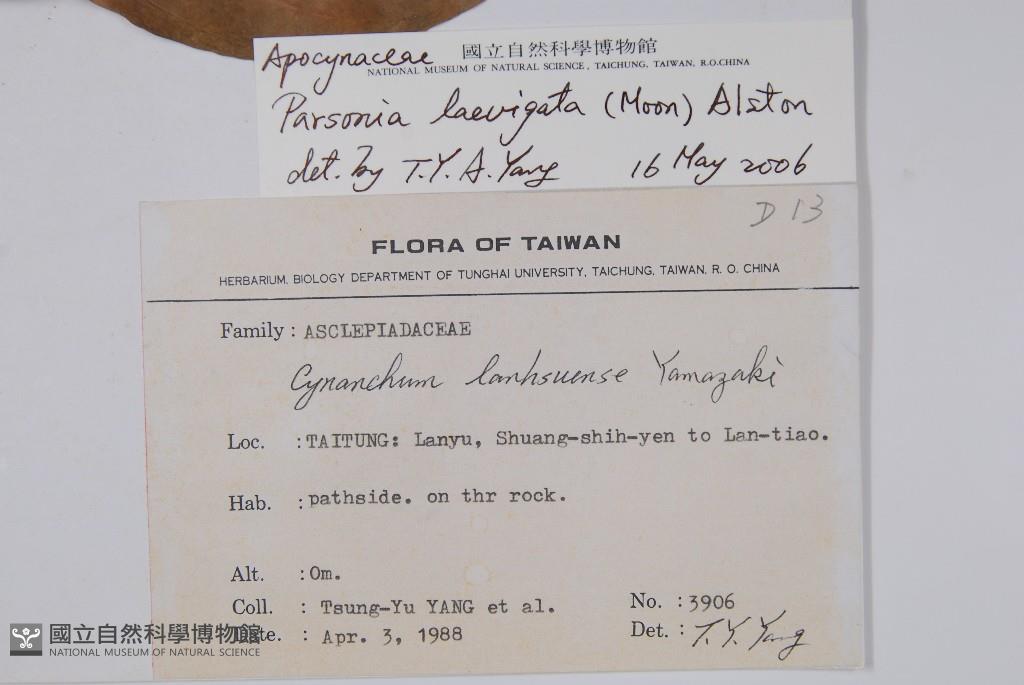 Apocynaceae 國立自然科學博物館
NATIONAL MUSEUM OF NATURAL SCIENCE, TAICHUNG, TAIWAN, R.O.CHINA
Parsonia laevigata (Moon) Alston
det. by T.Y.A.Yang 16 May 2006
D 13
FLORA OF TAIWAN
HERBARIUM, BIOLOGY DEPARTMENT OF TUNGHAI UNIVERSITY, TAICHUNG, TAIWAN, R. O. CHINA
Family : ASCLEPIADACEAE
Cynanchum lanhsuense Yamazaki
Loc. : TAITUNG: Lanyu, Shuang-shih-yen to Lan-tiao.
Hab. : pathside. on thr rock.
Alt. : 0m.
Coll. : Tsung-Yu YANG et al. No. : 3906
Date. : Apr. 3, 1988 Det. : T. Y. Yang
國立自然科學博物館
NATIONAL MUSEUM OF NATURAL SCIENCE